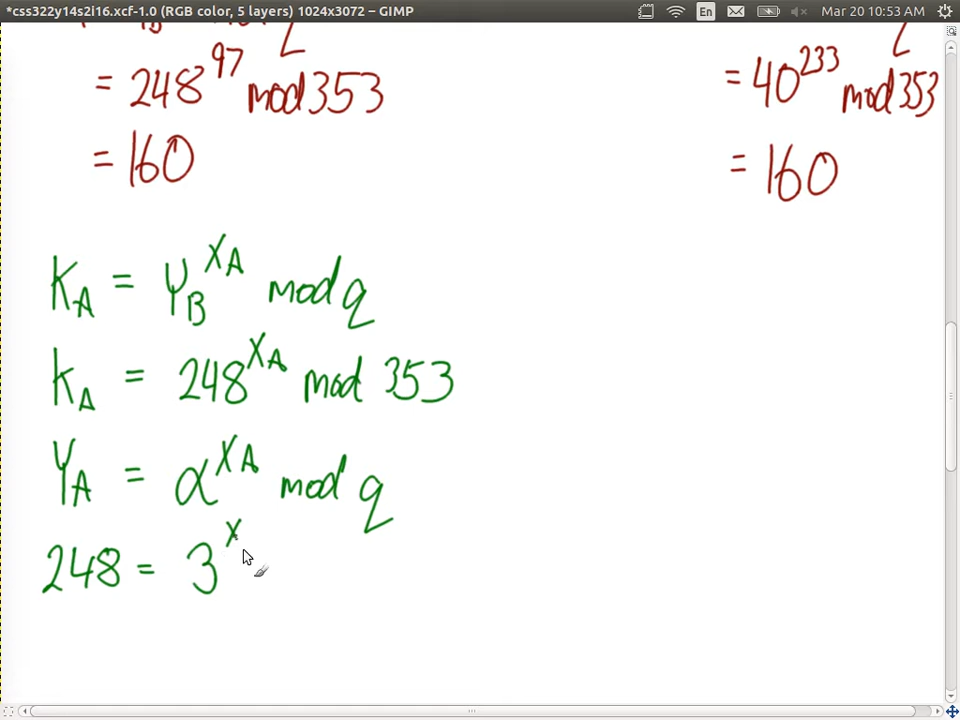 *css322y14s2i16.xcf-1.0 (RGB color, 5 layers) 1024x3072 – GIMP En Mar 20 10:53 AM
= 248^97 mod 353
= 160
= 40^233 mod 353
= 160
K_A = Y_B^X_A mod q
K_A = 248^X_A mod 353
Y_A = α^X_A mod q
248 = 3^X